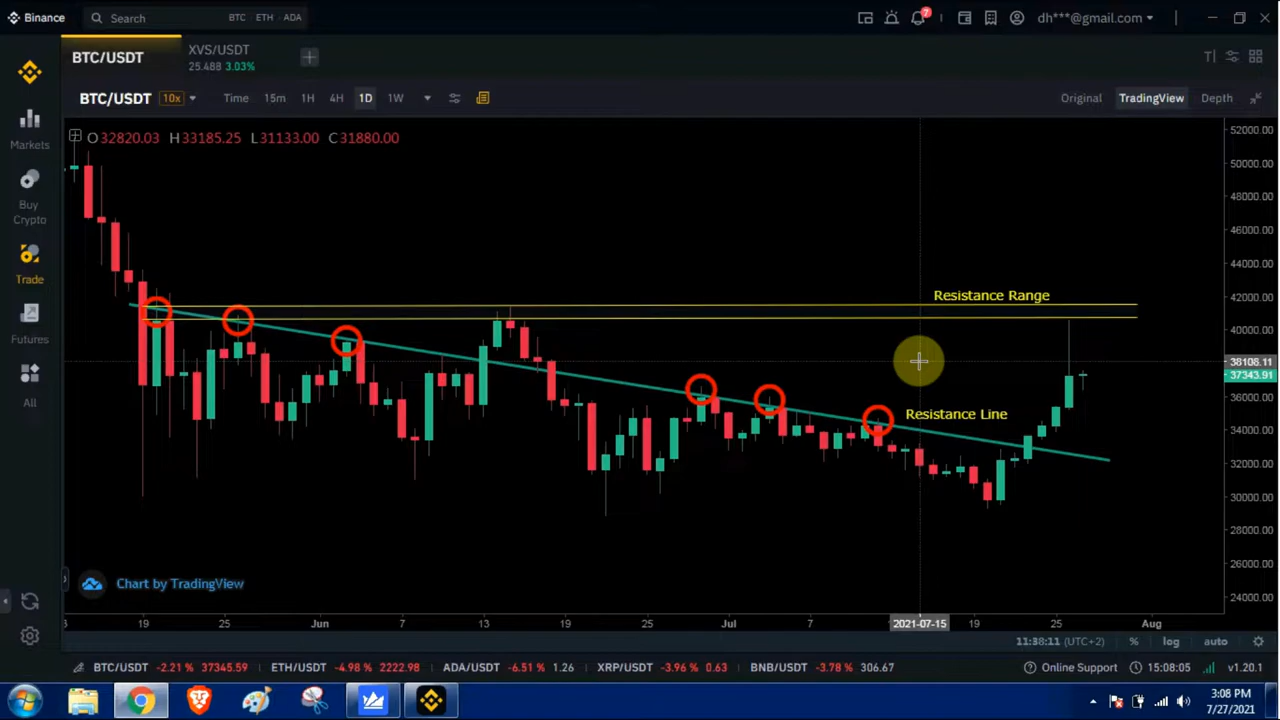 Binance
Search
BTC ETH ADA
7
dh***@gmail.com
BTC/USDT
XVS/USDT
25.488 3.03%
BTC/USDT 10x Time 15m 1H 4H 1D 1W
Original TradingView Depth
Markets
Buy
Crypto
Trade
Futures
All
O32820.03 H33185.25 L31133.00 C31880.00
52000.00
50000.00
48000.00
46000.00
44000.00
42000.00
40000.00
38108.11
37343.91
36000.00
34000.00
32000.00
30000.00
28000.00
26000.00
24000.00
Resistance Range
Resistance Line
Chart by TradingView
19 25 Jun 7 13 19 25 Jul 7 2021-07-15 19 25 Aug
11:38:11 (UTC+2) % log auto
BTC/USDT -2.21 % 37345.59 ETH/USDT -4.98 % 2222.98 ADA/USDT -6.51 % 1.26 XRP/USDT -3.96 % 0.63 BNB/USDT -3.78 % 306.67 Online Support 15:08:05 v1.20.1
3:08 PM
7/27/2021